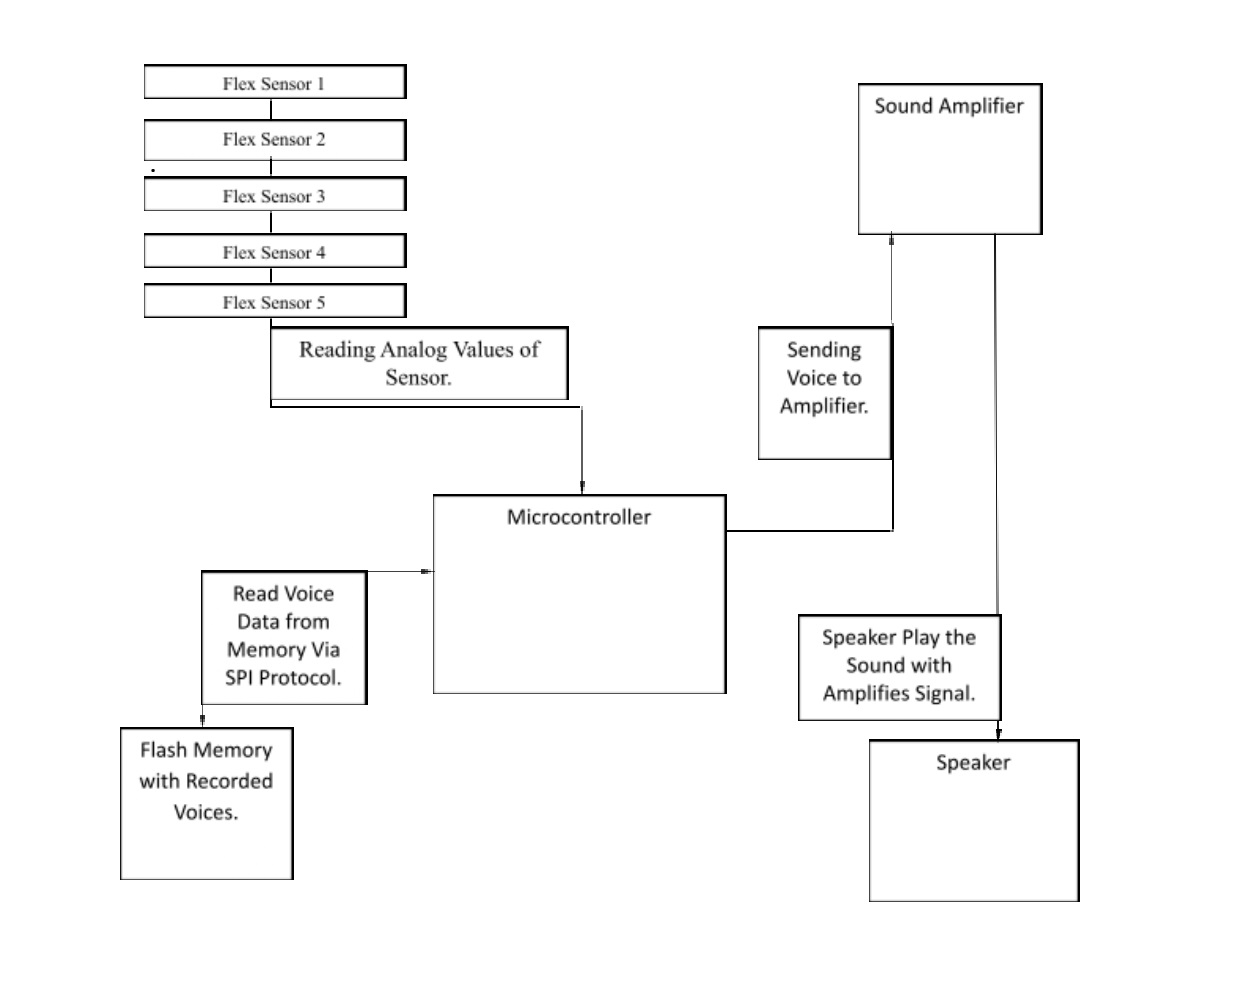 Flex Sensor 1
Flex Sensor 2
Flex Sensor 3
Flex Sensor 4
Flex Sensor 5
Reading Analog Values of
Sensor.
Sound Amplifier
Sending
Voice to
Amplifier.
Microcontroller
Read Voice
Data from
Memory Via
SPI Protocol.
Flash Memory
with Recorded
Voices.
Speaker Play the
Sound with
Amplifies Signal.
Speaker